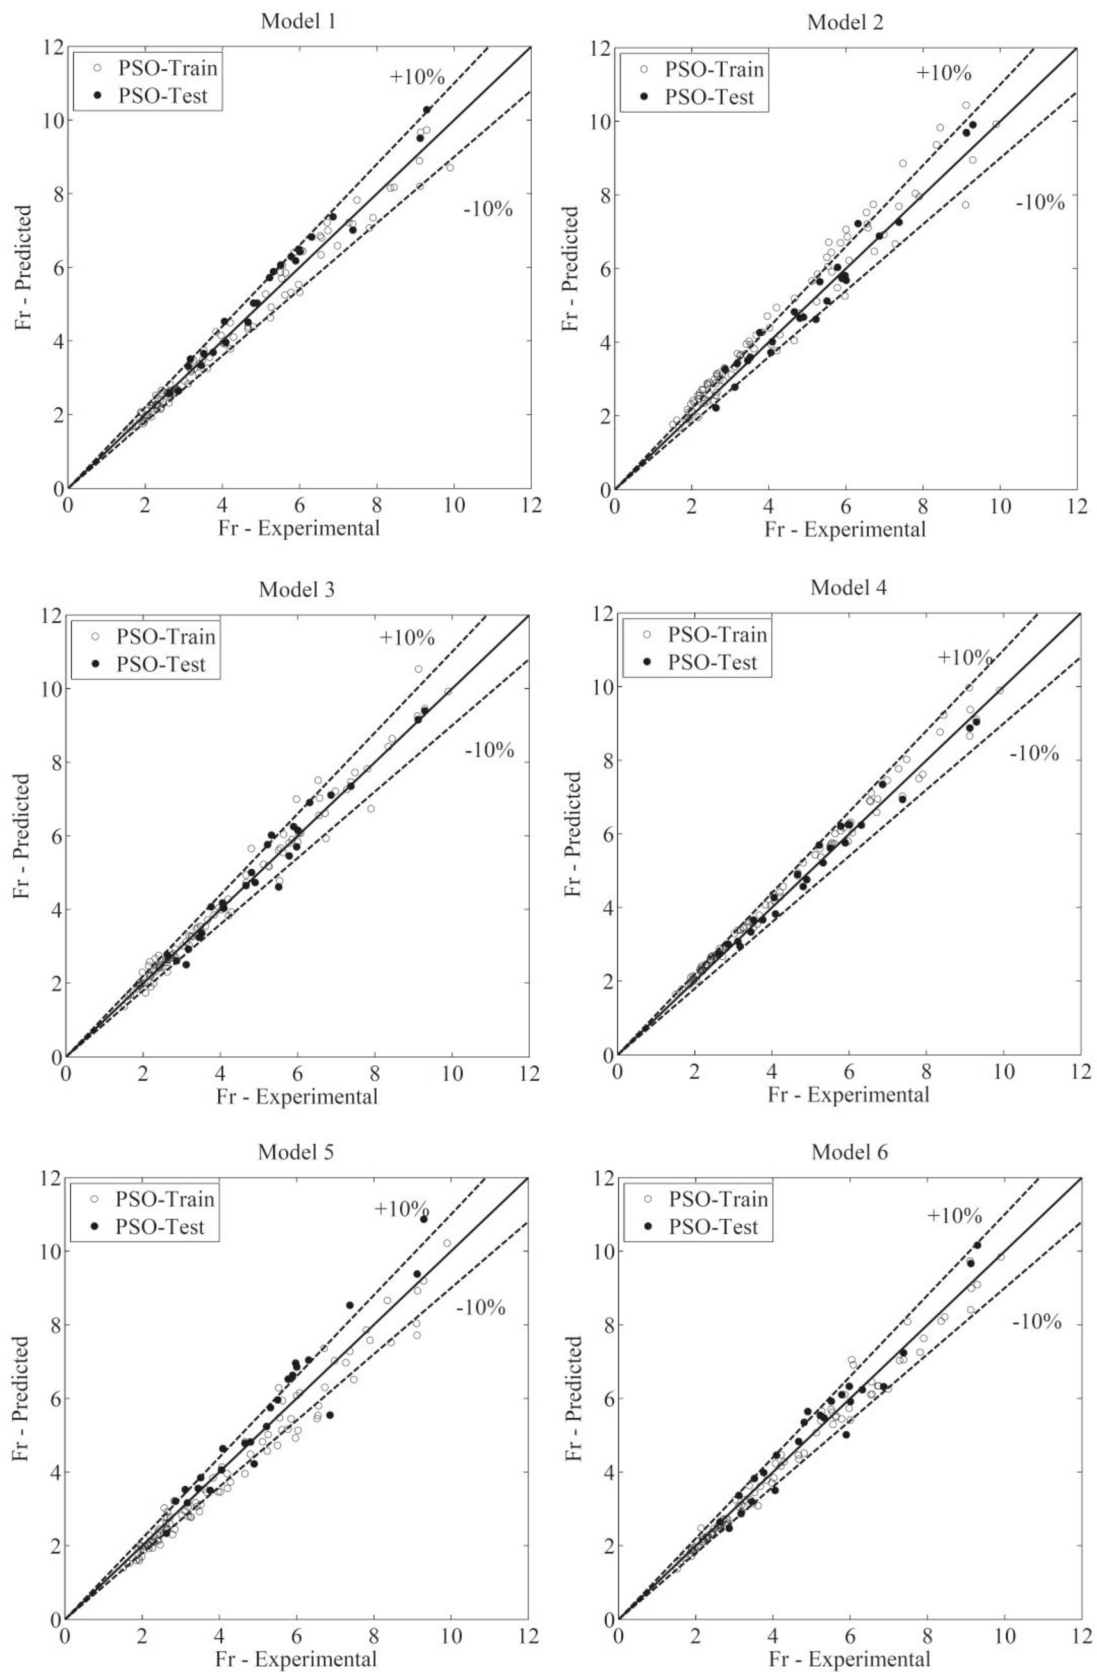 Model 1
12
10
8
6
4
2
0
0 2 4 6 8 10 12
Fr - Predicted
Fr - Experimental
PSO-Train
PSO-Test
+10%
-10%
Model 2
12
10
8
6
4
2
0
0 2 4 6 8 10 12
Fr - Predicted
Fr - Experimental
PSO-Train
PSO-Test
+10%
-10%
Model 3
12
10
8
6
4
2
0
0 2 4 6 8 10 12
Fr - Predicted
Fr - Experimental
PSO-Train
PSO-Test
+10%
-10%
Model 4
12
10
8
6
4
2
0
0 2 4 6 8 10 12
Fr - Predicted
Fr - Experimental
PSO-Train
PSO-Test
+10%
-10%
Model 5
12
10
8
6
4
2
0
0 2 4 6 8 10 12
Fr - Predicted
Fr - Experimental
PSO-Train
PSO-Test
+10%
-10%
Model 6
12
10
8
6
4
2
0
0 2 4 6 8 10 12
Fr - Predicted
Fr - Experimental
PSO-Train
PSO-Test
+10%
-10%